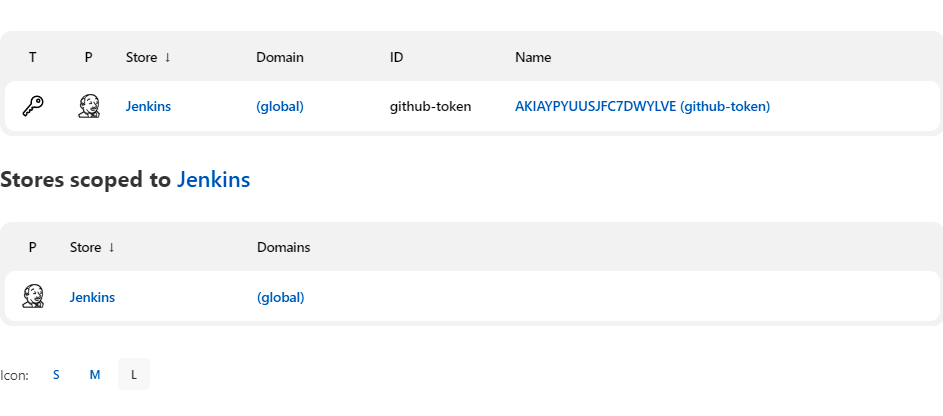 T P Store ↓ Domain ID Name
Jenkins (global) github-token AKIAYPYUUSJFC7DWYLVE (github-token)
Stores scoped to Jenkins
P Store ↓ Domains
Jenkins (global)
Icon: S M L